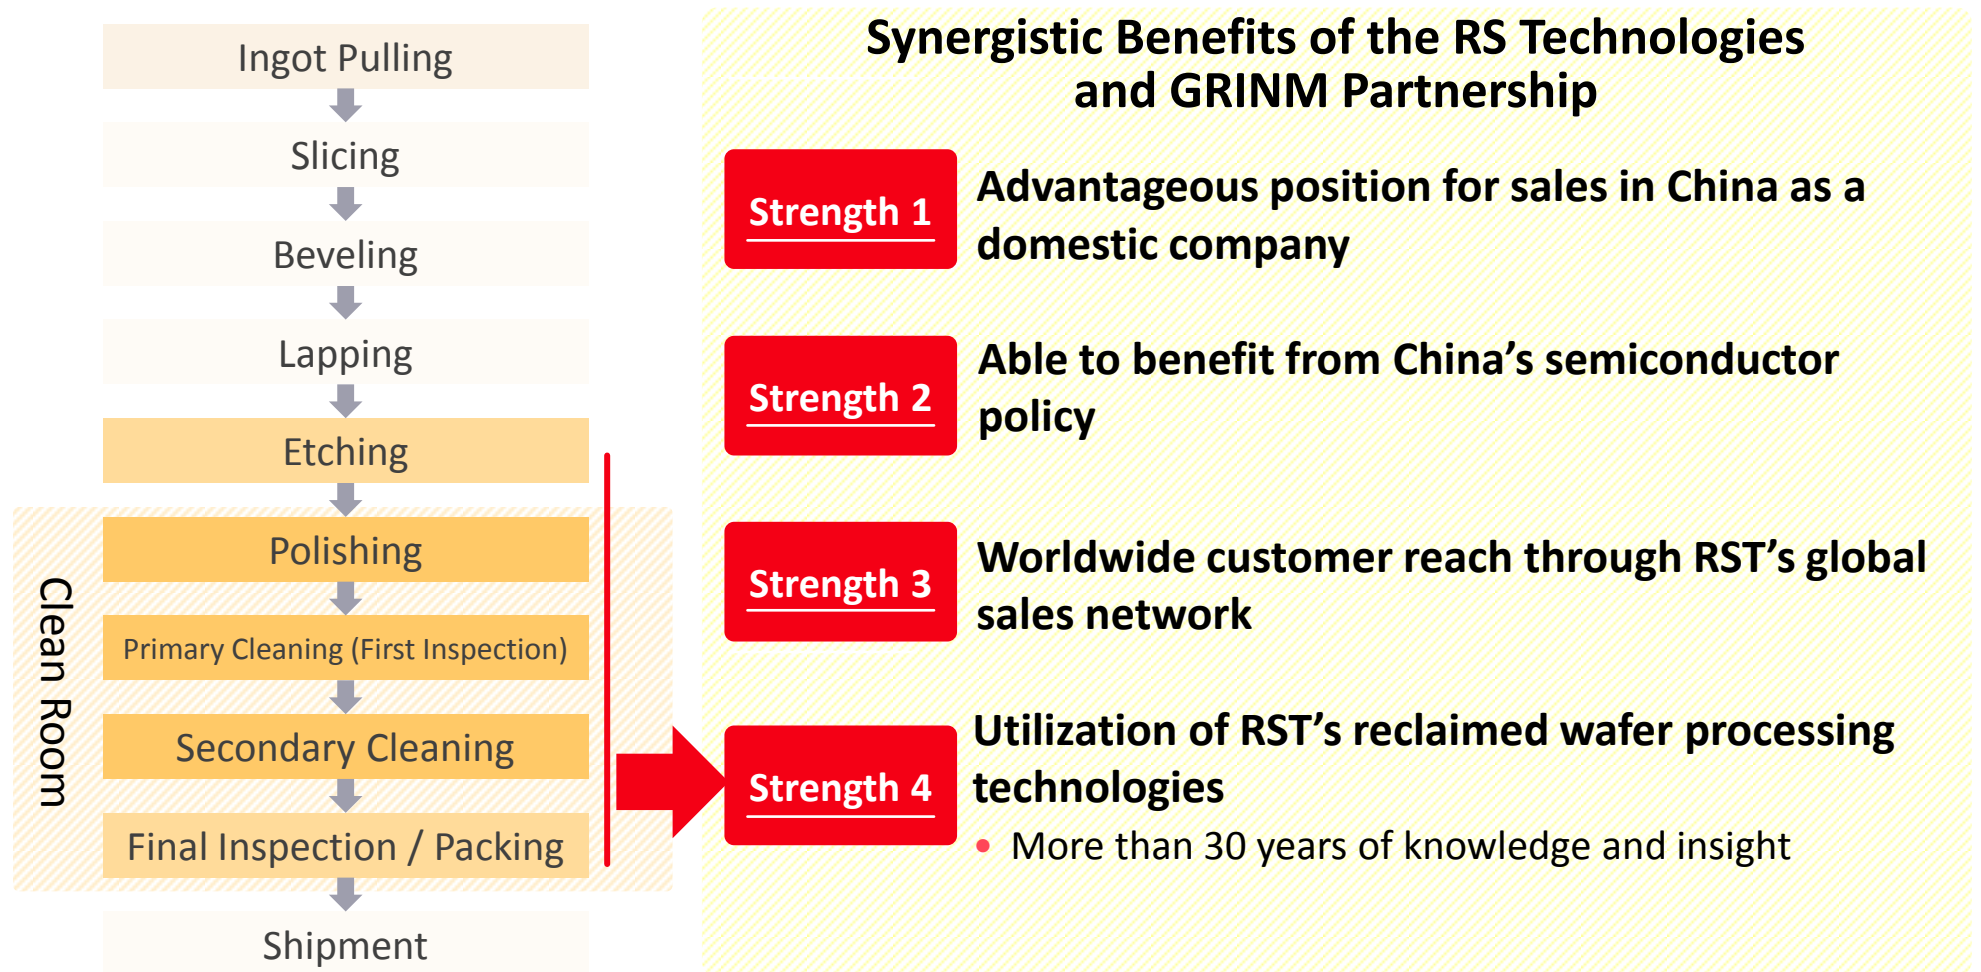 Ingot Pulling
Slicing
Beveling
Lapping
Etching
Polishing
Primary Cleaning (First Inspection)
Secondary Cleaning
Final Inspection / Packing
Shipment
Clean Room
Synergistic Benefits of the RS Technologies
and GRINM Partnership
Strength 1
Advantageous position for sales in China as a
domestic company
Strength 2
Able to benefit from China’s semiconductor
policy
Strength 3
Worldwide customer reach through RST’s global
sales network
Strength 4
Utilization of RST’s reclaimed wafer processing
technologies
• More than 30 years of knowledge and insight